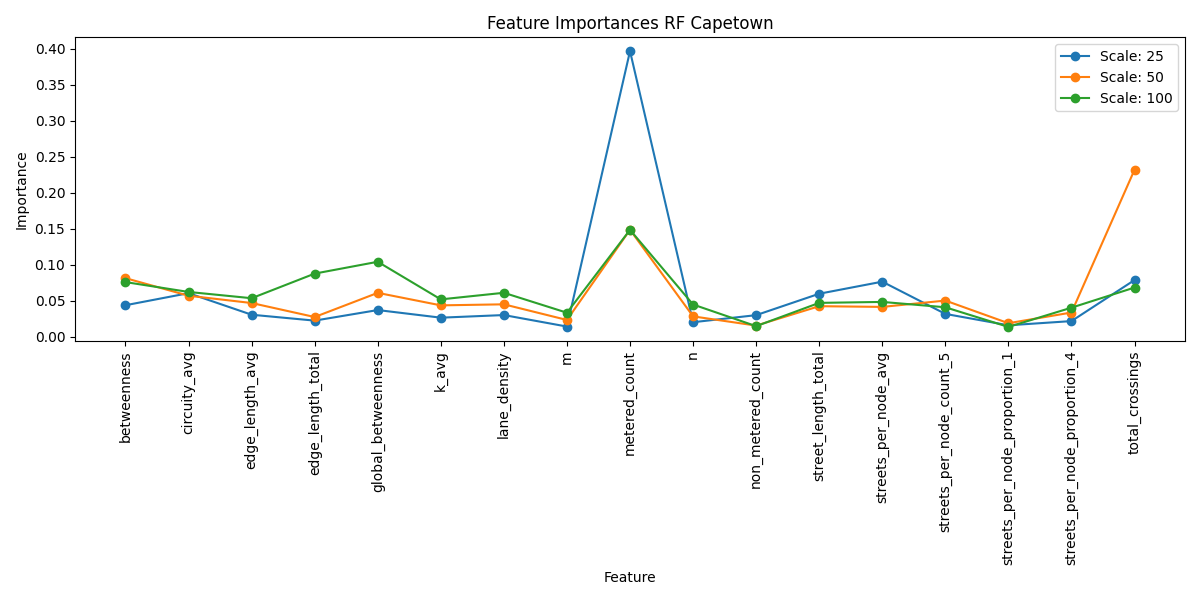 Feature Importances RF Capetown
Importance
0.40
0.35
0.30
0.25
0.20
0.15
0.10
0.05
0.00
Scale: 25
Scale: 50
Scale: 100
betweenness
circuity_avg
edge_length_avg
edge_length_total
global_betweenness
k_avg
lane_density
m
metered_count
n
non_metered_count
street_length_total
streets_per_node_avg
streets_per_node_count_5
streets_per_node_proportion_1
streets_per_node_proportion_4
total_crossings
Feature